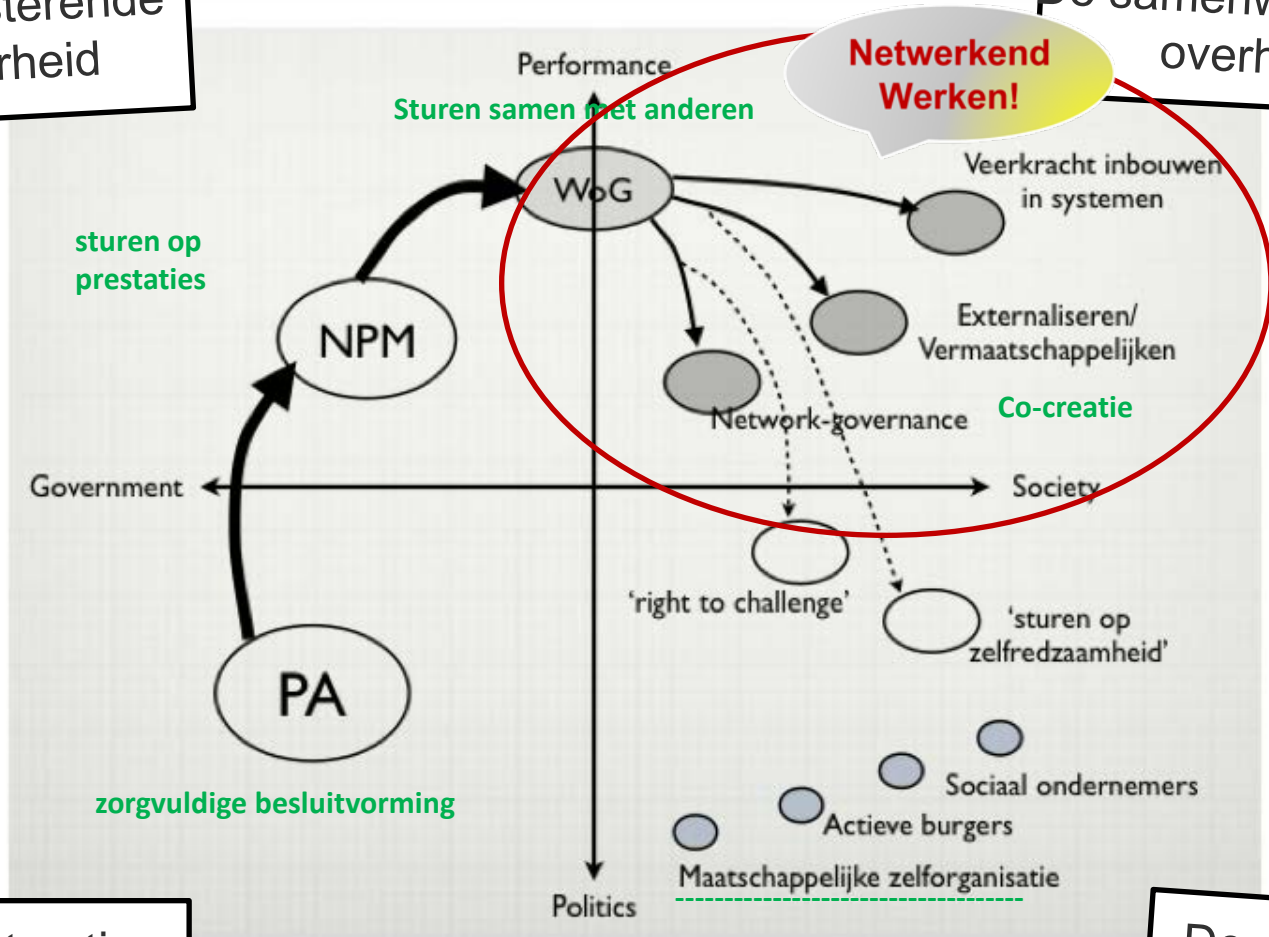 rheid
overh
Netwerkend
Werken!
Performance
Sturen samen met anderen
WoG
Veerkracht inbouwen
in systemen
sturen op
prestaties
NPM
Externaliseren/
Vermaatschappelijken
Co-creatie
Network-governance
Government
Society
'right to challenge'
'sturen op
zelfredzaamheid'
PA
zorgvuldige besluitvorming
Sociaal ondernemers
Actieve burgers
Maatschappelijke zelforganisatie
Politics